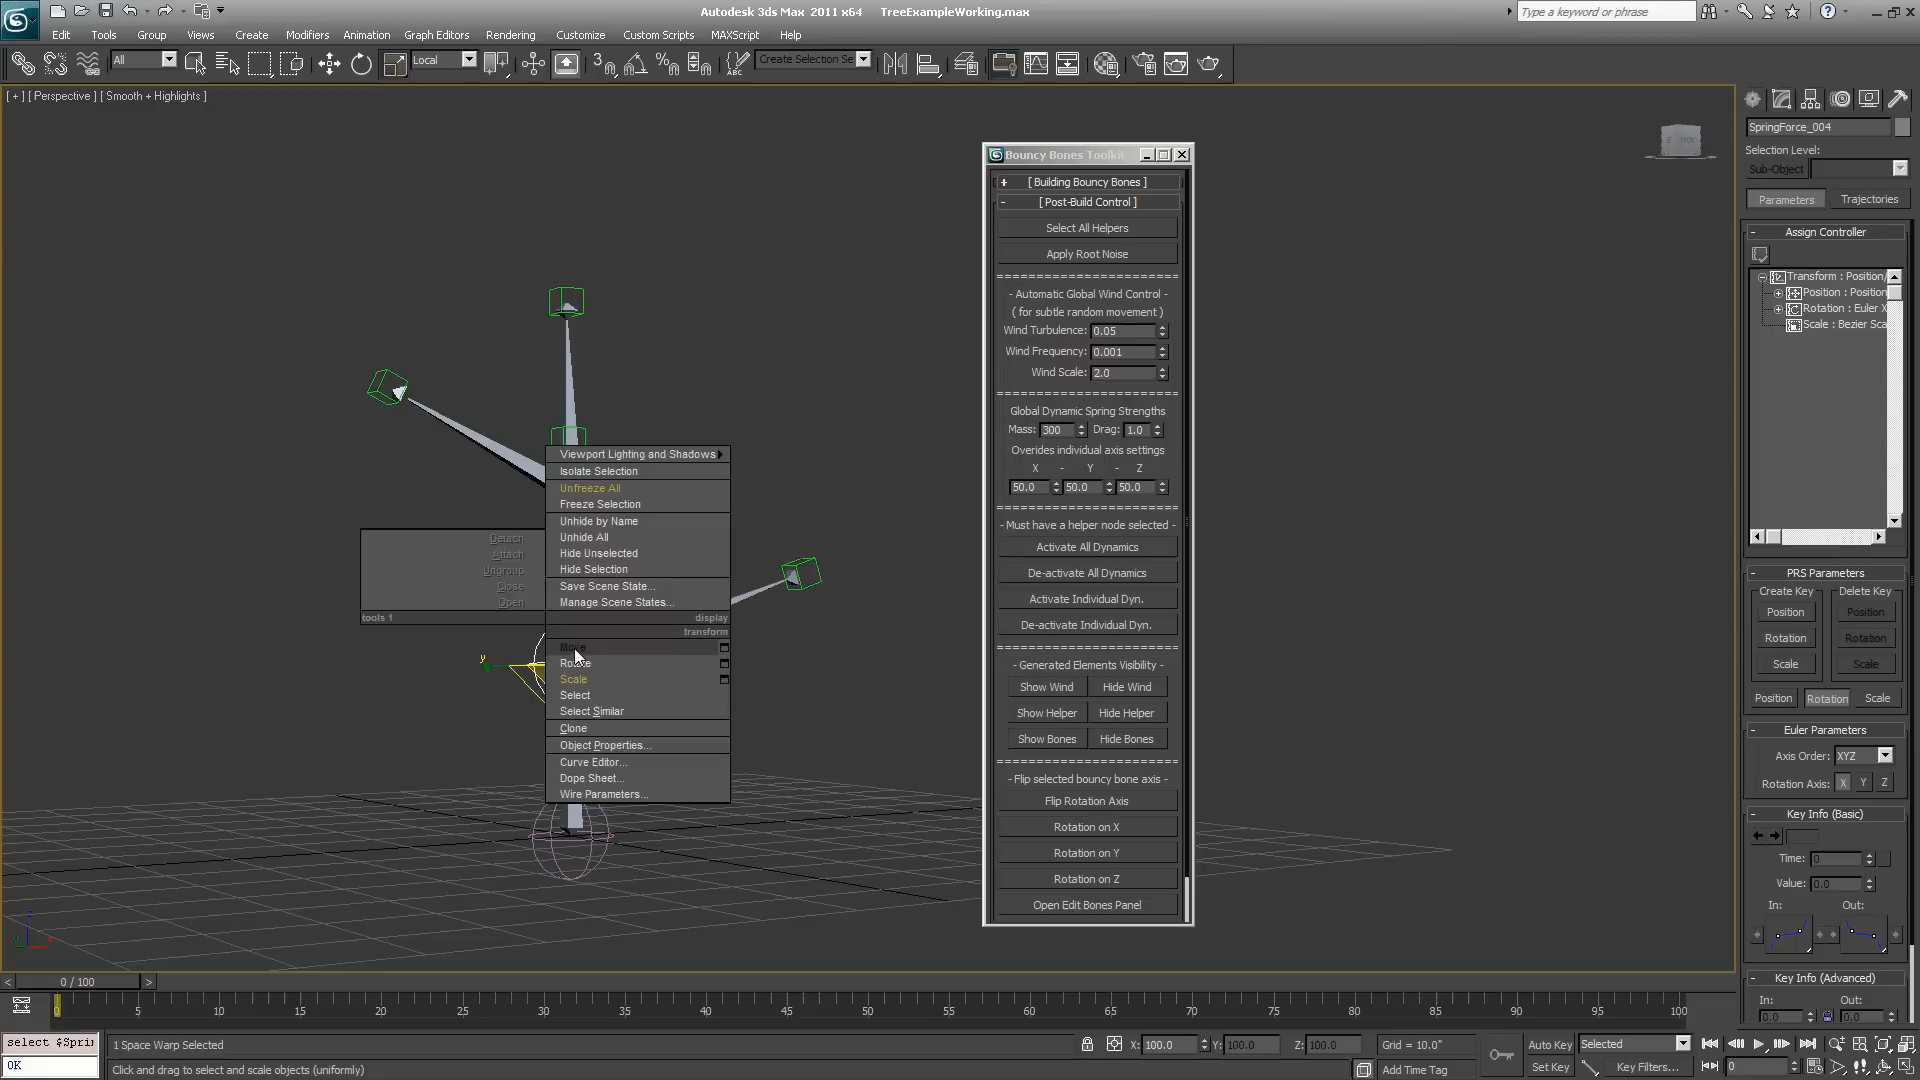 Autodesk 3ds Max 2011 x64 TreeExampleWorking.max
Type a keyword or phrase
Edit Tools Group Views Create Modifiers Animation Graph Editors Rendering Customize Custom Scripts MAXScript Help
All
Local
Create Selection Se
[ + ] [ Perspective ] [ Smooth + Highlights ]
Viewport Lighting and Shadows
Isolate Selection
Unfreeze All
Freeze Selection
Unhide by Name
Unhide All
Hide Unselected
Hide Selection
Save Scene State...
Manage Scene States...
display
Detach
Attach
Ungroup
Close
Open
tools 1
transform
Move
Rotate
Scale
Select
Select Similar
Clone
Object Properties...
Curve Editor...
Dope Sheet...
Wire Parameters...
y
Bouncy Bones Toolkit
+ [ Building Bouncy Bones ]
- [ Post-Build Control ]
Select All Helpers
Apply Root Noise
- Automatic Global Wind Control -
( for subtle random movement )
Wind Turbulence: 0.05
Wind Frequency: 0.001
Wind Scale: 2.0
Global Dynamic Spring Strengths
Mass: 300 Drag: 1.0
Overides individual axis settings
X - Y - Z
50.0 50.0 50.0
- Must have a helper node selected -
Activate All Dynamics
De-activate All Dynamics
Activate Individual Dyn.
De-activate Individual Dyn.
- Generated Elements Visibility -
Show Wind Hide Wind
Show Helper Hide Helper
Show Bones Hide Bones
- Flip selected bouncy bone axis -
Flip Rotation Axis
Rotation on X
Rotation on Y
Rotation on Z
Open Edit Bones Panel
SpringForce_004
Selection Level:
Sub-Object
Parameters Trajectories
- Assign Controller
Transform : Position/
Position : Position
Rotation : Euler X
Scale : Bezier Sca
- PRS Parameters
Create Key Delete Key
Position Position
Rotation Rotation
Scale Scale
Position Rotation Scale
- Euler Parameters
Axis Order: XYZ
Rotation Axis: X Y Z
- Key Info (Basic)
Time: 0
Value: 0.0
In: Out:
- Key Info (Advanced)
In: Out:
0.0 0.0
< 0 / 100 >
0 5 10 15 20 25 30 35 40 45 50 55 60 65 70 75 80 85 90 95 100
select $Spri
OK
1 Space Warp Selected
Click and drag to select and scale objects (uniformly)
X: 100.0 Y: 100.0 Z: 100.0 Grid = 10.0"
Add Time Tag
Auto Key Selected
Set Key Key Filters...
0